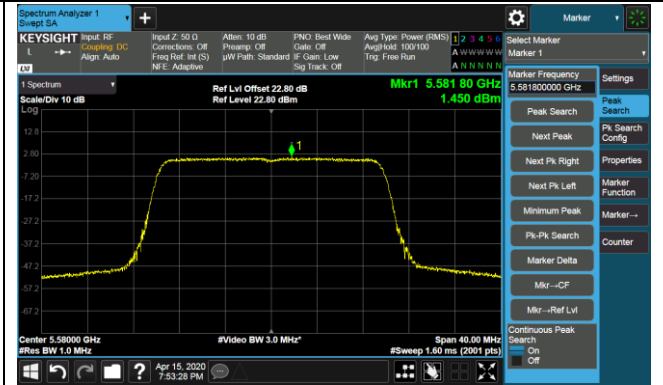 Spectrum Analyzer 1
Swept SA
Marker
KEYSIGHT
Input: RF
Coupling: DC
Align: Auto
Input Z: 50 Ω
Corrections: Off
Freq Ref: Int (S)
NFE: Adaptive
Atten: 10 dB
Preamp: Off
µW Path: Standard
PNO: Best Wide
Gate: Off
IF Gain: Low
Sig Track: Off
Avg Type: Power (RMS)
Avg|Hold: 100/100
Trig: Free Run
1 2 3 4 5 6
A W W W W W
A N N N N N
L
LXI
Select Marker
Marker 1
1 Spectrum
Scale/Div 10 dB
Log
Ref Lvl Offset 22.80 dB
Ref Level 22.80 dBm
Mkr1 5.581 80 GHz
1.450 dBm
12.8
2.80
-7.20
-17.2
-27.2
-37.2
-47.2
-57.2
-67.2
1
Center 5.58000 GHz
#Res BW 1.0 MHz
#Video BW 3.0 MHz*
Span 40.00 MHz
#Sweep 1.60 ms (2001 pts)
Marker Frequency
5.581800000 GHz
Peak Search
Next Peak
Next Pk Right
Next Pk Left
Minimum Peak
Pk-Pk Search
Marker Delta
Mkr→CF
Mkr→Ref Lvl
Continuous Peak
Search
On
Off
Settings
Peak
Search
Pk Search
Config
Properties
Marker
Function
Marker→
Counter
Apr 15, 2020
7:53:28 PM